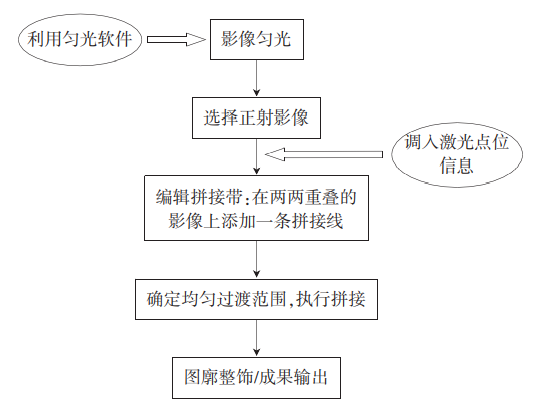 利用匀光软件
影像匀光
选择正射影像
调入激光点位
信息
编辑拼接带:在两两重叠的
影像上添加一条拼接线
确定均匀过渡范围,执行拼接
图廓整饰/成果输出